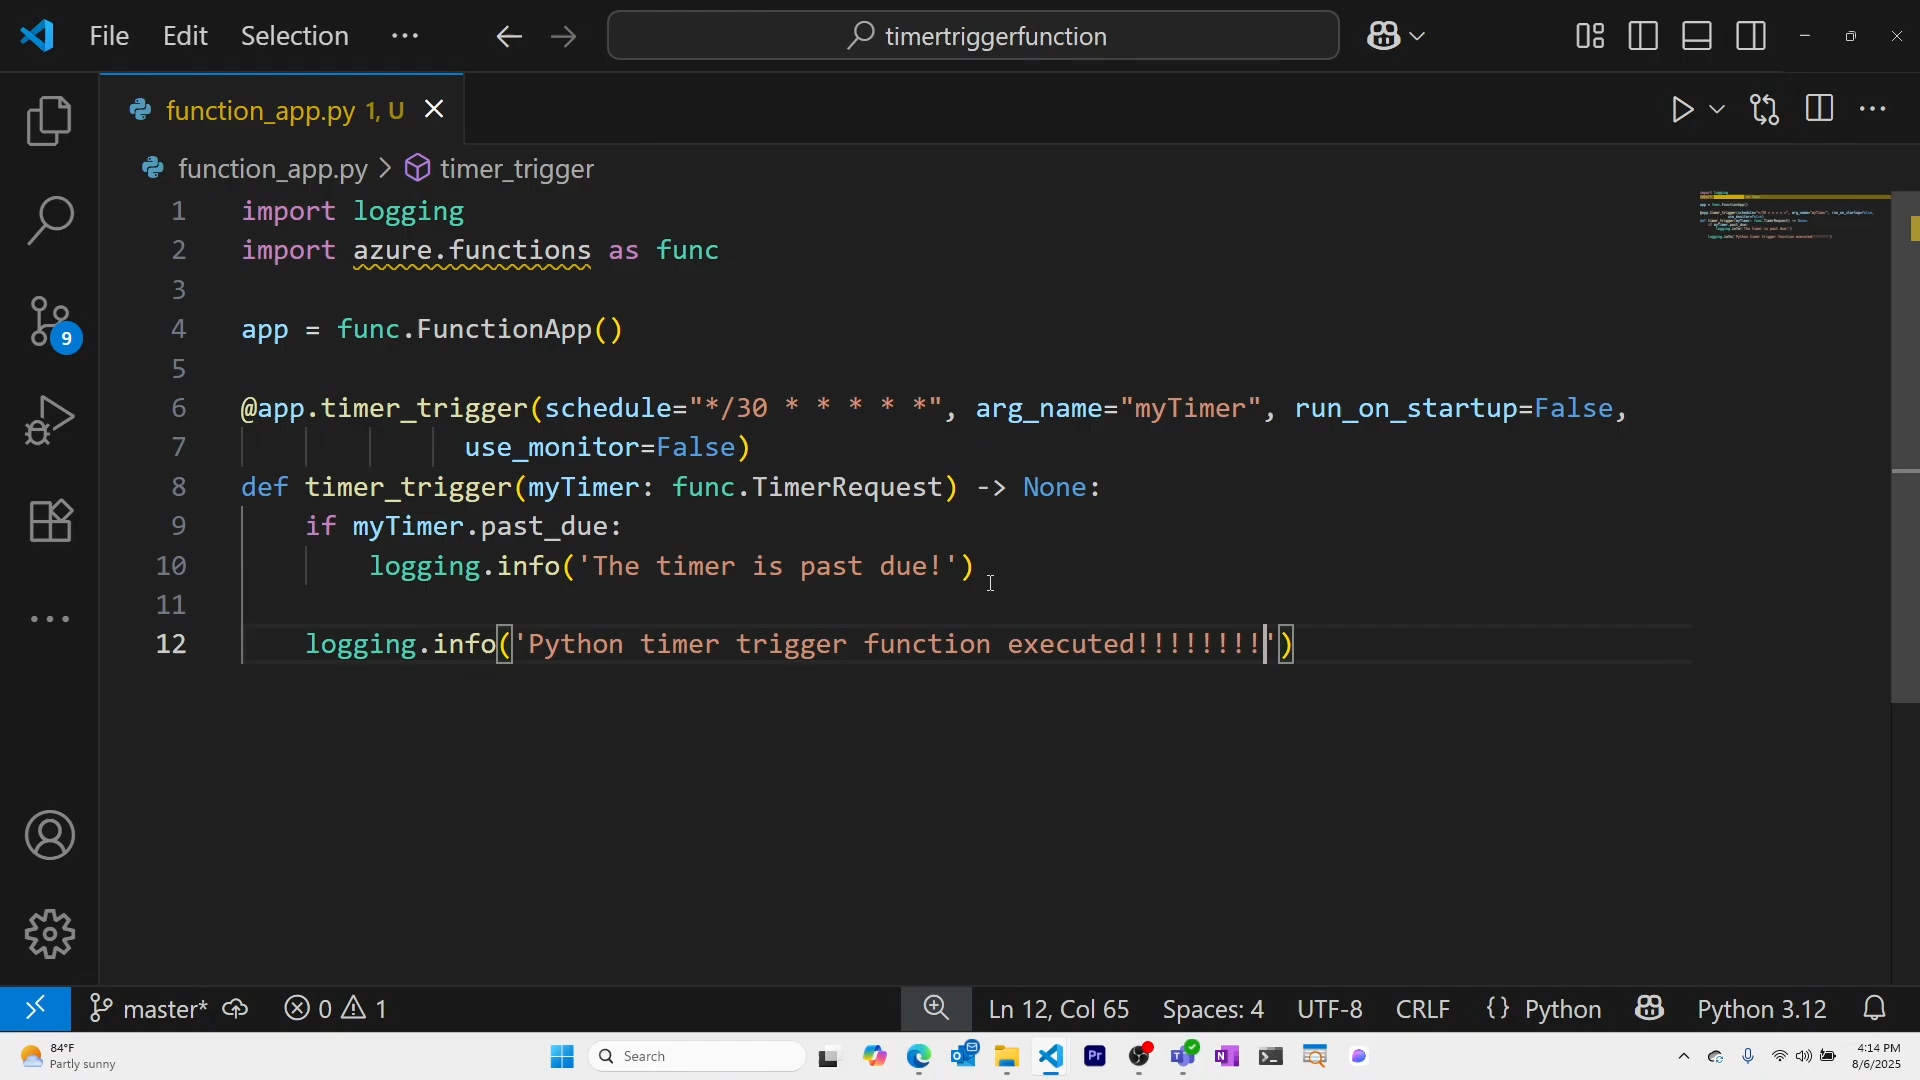 File Edit Selection ··· timertriggerfunction
function_app.py 1, U
function_app.py > timer_trigger
1 import logging
2 import azure.functions as func
3
4 app = func.FunctionApp()
5
6 @app.timer_trigger(schedule="*/30 * * * * *", arg_name="myTimer", run_on_startup=False,
7 use_monitor=False)
8 def timer_trigger(myTimer: func.TimerRequest) -> None:
9 if myTimer.past_due:
10 logging.info('The timer is past due!')
11
12 logging.info('Python timer trigger function executed!!!!!!!!')
9
master* 0 1 Ln 12, Col 65 Spaces: 4 UTF-8 CRLF {} Python Python 3.12
84°F
Partly sunny
Search
Pr
N
4:14 PM
8/6/2025